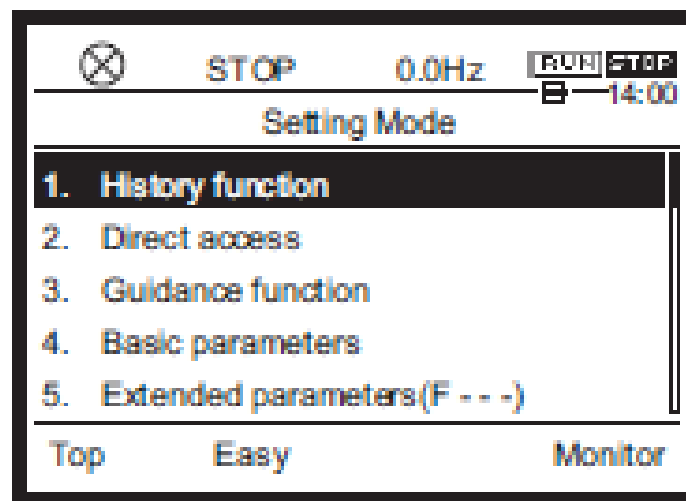 STOP 0.0Hz RUN STOP
14:00
Setting Mode
1. History function
2. Direct access
3. Guidance function
4. Basic parameters
5. Extended parameters(F - - -)
Top Easy Monitor